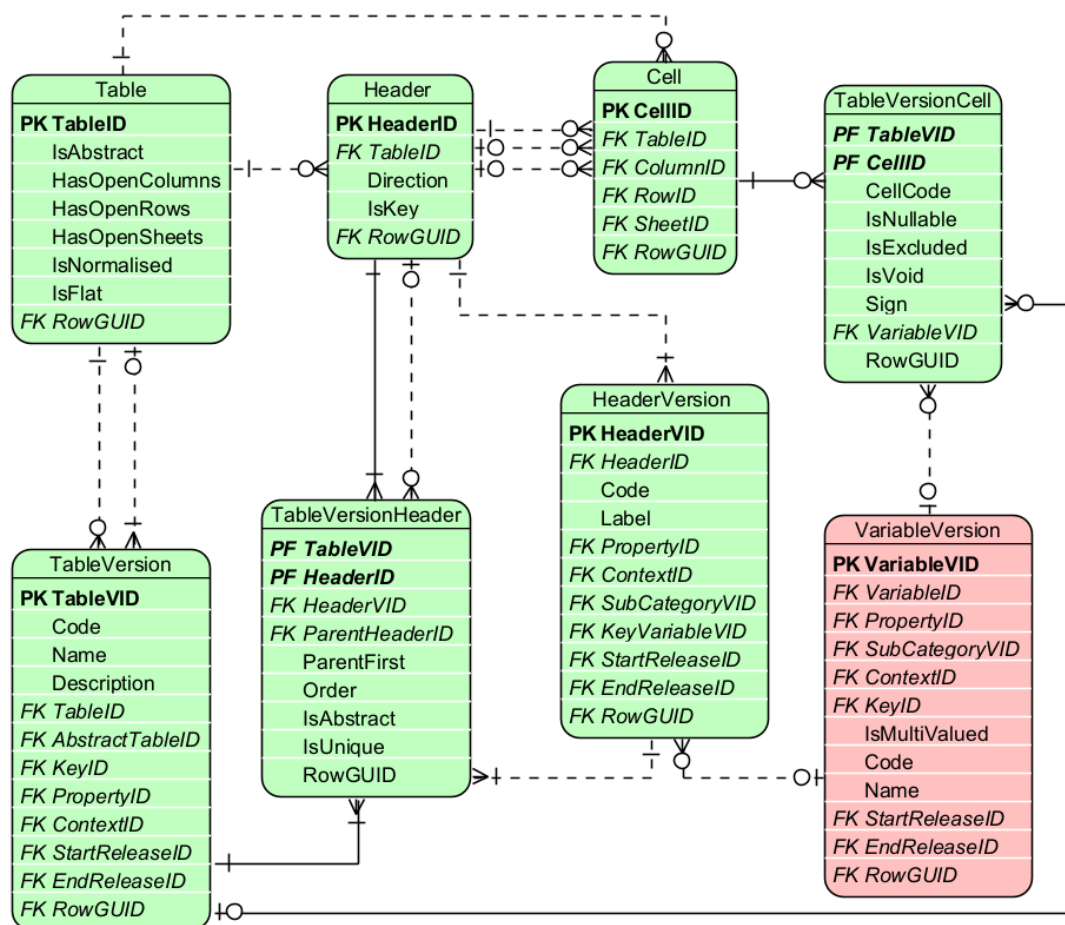 Table
PK TableID
IsAbstract
HasOpenColumns
HasOpenRows
HasOpenSheets
IsNormalised
IsFlat
FK RowGUID
Header
PK HeaderID
FK TableID
Direction
IsKey
FK RowGUID
Cell
PK CellID
FK TableID
FK ColumnID
FK RowID
FK SheetID
FK RowGUID
TableVersionCell
PF TableVID
PF CellID
CellCode
IsNullable
IsExcluded
IsVoid
Sign
FK VariableVID
RowGUID
HeaderVersion
PK HeaderVID
FK HeaderID
Code
Label
FK PropertyID
FK ContextID
FK SubCategoryVID
FK KeyVariableVID
FK StartReleaseID
FK EndReleaseID
FK RowGUID
TableVersionHeader
PF TableVID
PF HeaderID
FK HeaderVID
FK ParentHeaderID
ParentFirst
Order
IsAbstract
IsUnique
RowGUID
TableVersion
PK TableVID
Code
Name
Description
FK TableID
FK AbstractTableID
FK KeyID
FK PropertyID
FK ContextID
FK StartReleaseID
FK EndReleaseID
FK RowGUID
VariableVersion
PK VariableVID
FK VariableID
FK PropertyID
FK SubCategoryVID
FK ContextID
FK KeyID
IsMultiValued
Code
Name
FK StartReleaseID
FK EndReleaseID
FK RowGUID